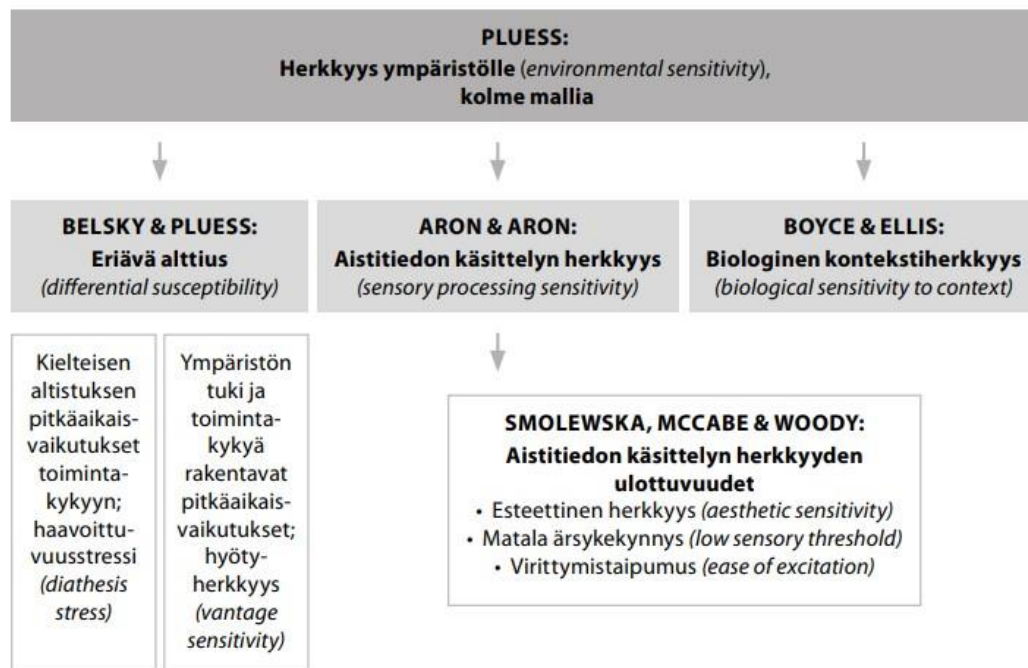 PLUESS:
Herkkyys ympäristölle (environmental sensitivity),
kolme mallia
BELSKY & PLUESS:
Eriävä alttius
(differential susceptibility)
ARON & ARON:
Aistitiedon käsittelyn herkkyys
(sensory processing sensitivity)
BOYCE & ELLIS:
Biologinen kontekstiherkkyys
(biological sensitivity to context)
Kielteisen
altistuksen
pitkäaikais-
vaikutukset
toiminta-
kykyyn;
haavoittu-
vuusstressi
(diathesis
stress)
Ympäristön
tuki ja
toiminta-
kykyä
rakentavat
pitkäaikais-
vaikutukset;
hyöty-
herkkyys
(vantage
sensitivity)
SMOLEWSKA, MCCABE & WOODY:
Aistitiedon käsittelyn herkkyyden
ulottuvuudet
• Esteettinen herkkyys (aesthetic sensitivity)
• Matala ärsykekynnys (low sensory threshold)
• Virittymistaipumus (ease of excitation)